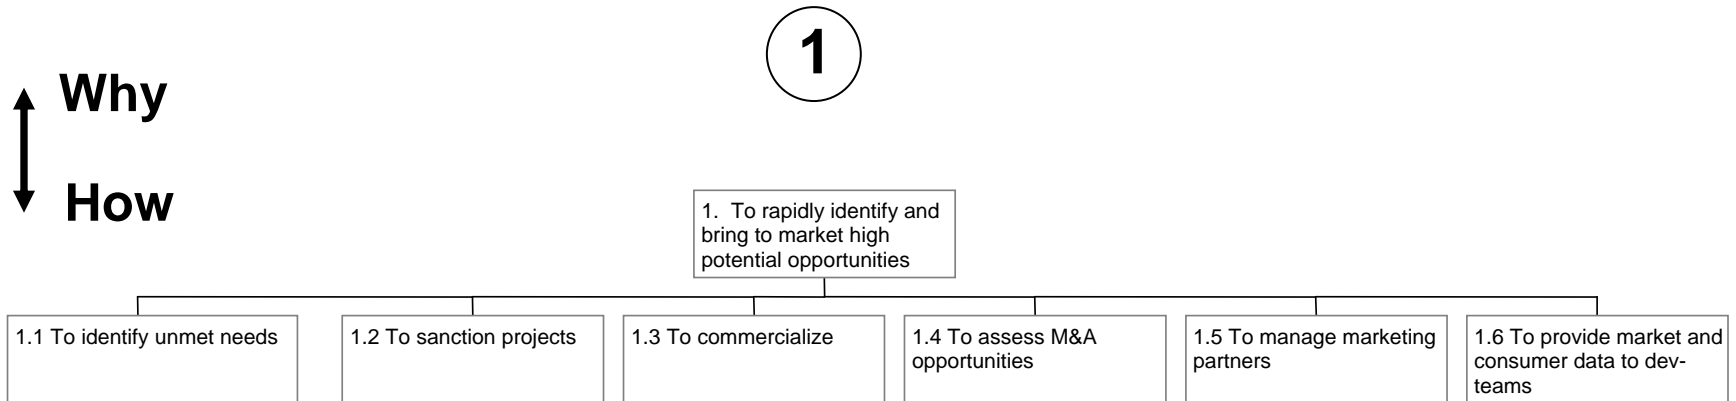 1
Why
How
1. To rapidly identify and
bring to market high
potential opportunities
1.1 To identify unmet needs
1.2 To sanction projects
1.3 To commercialize
1.4 To assess M&A
opportunities
1.5 To manage marketing
partners
1.6 To provide market and
consumer data to dev-
teams